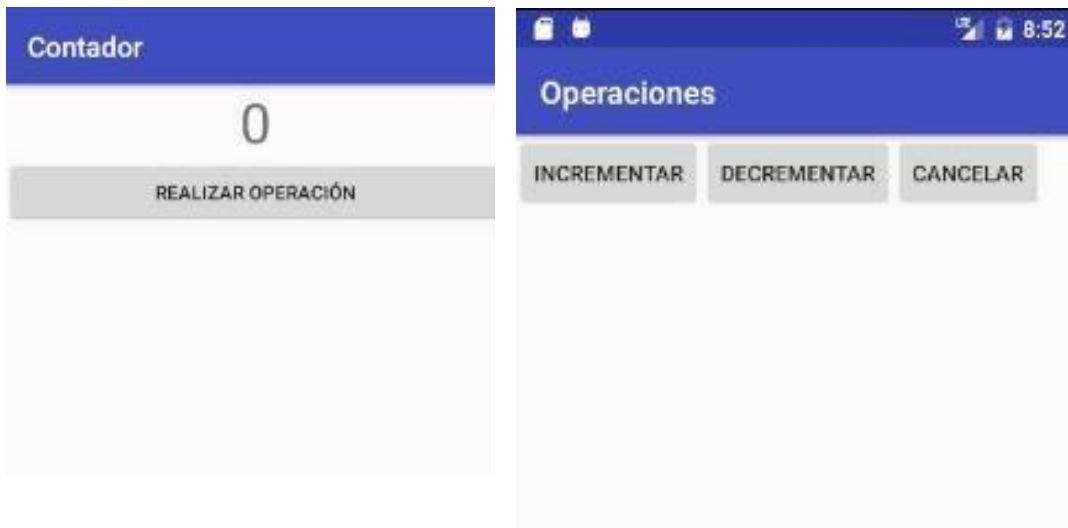 Contador
0
REALIZAR OPERACIÓN
8:52
Operaciones
INCREMENTAR DECREMENTAR CANCELAR